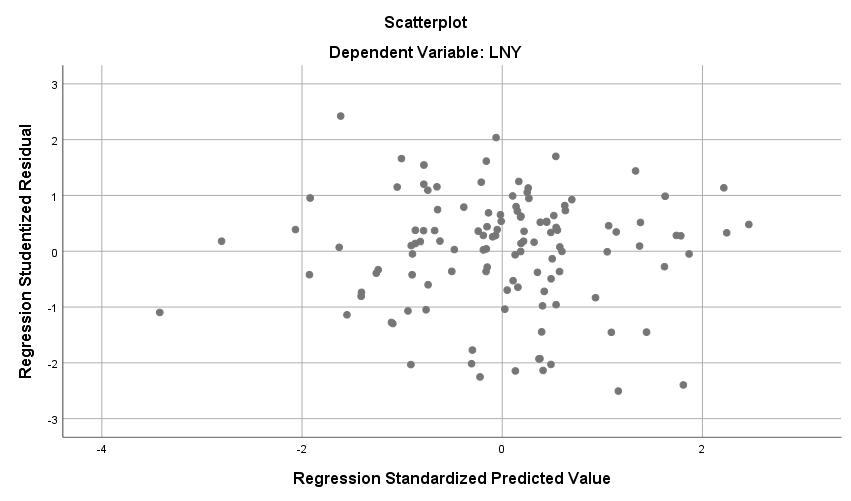 Scatterplot
Dependent Variable: LNY
Regression Studentized Residual
3
2
1
0
-1
-2
-3
-4
-2
0
2
Regression Standardized Predicted Value